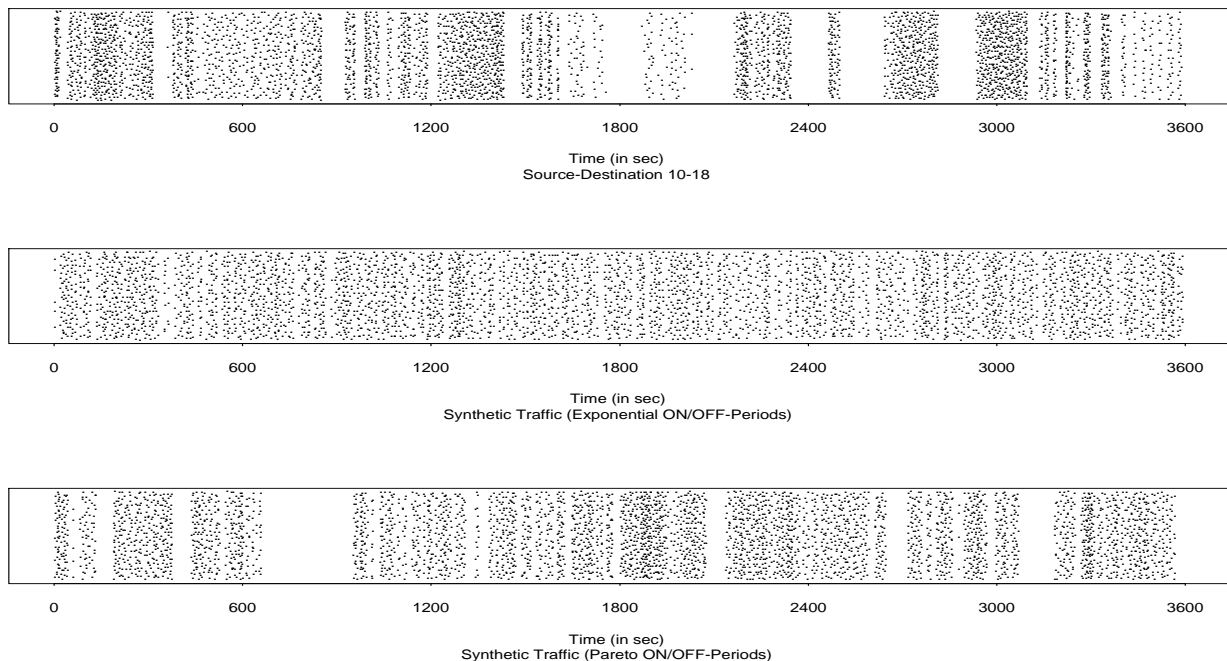 0 600 1200 1800 2400 3000 3600
Time (in sec)
Source-Destination 10-18
0 600 1200 1800 2400 3000 3600
Time (in sec)
Synthetic Traffic (Exponential ON/OFF-Periods)
0 600 1200 1800 2400 3000 3600
Time (in sec)
Synthetic Traffic (Pareto ON/OFF-Periods)